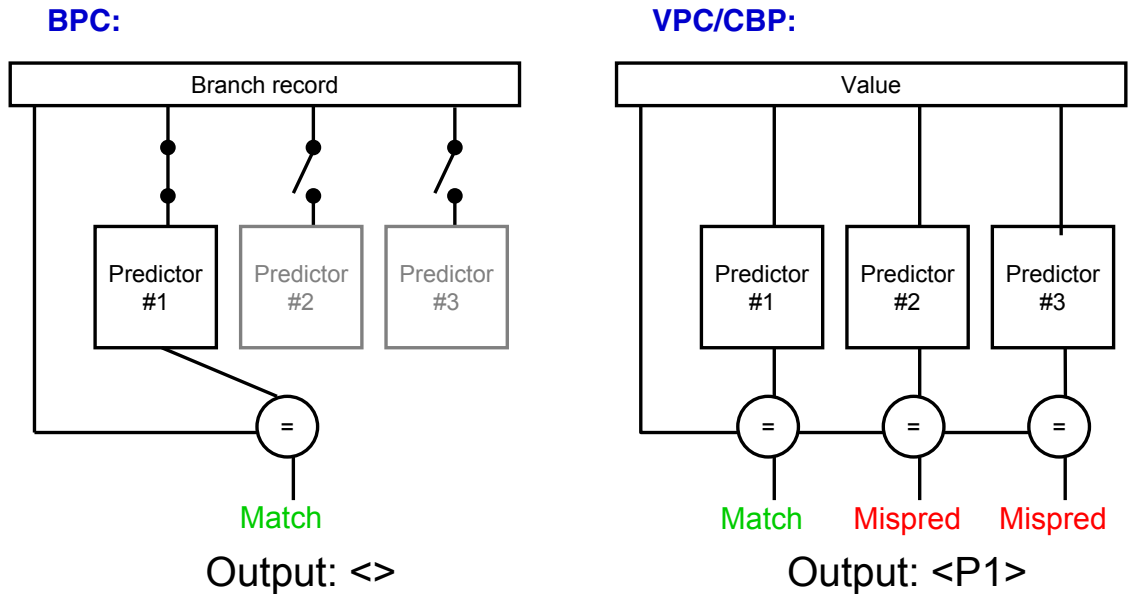 BPC:
Branch record
Predictor
#1
Predictor
#2
Predictor
#3
=
Match
Output: <>
VPC/CBP:
Value
Predictor
#1
Predictor
#2
Predictor
#3
=
=
=
Match
Mispred
Mispred
Output: <P1>